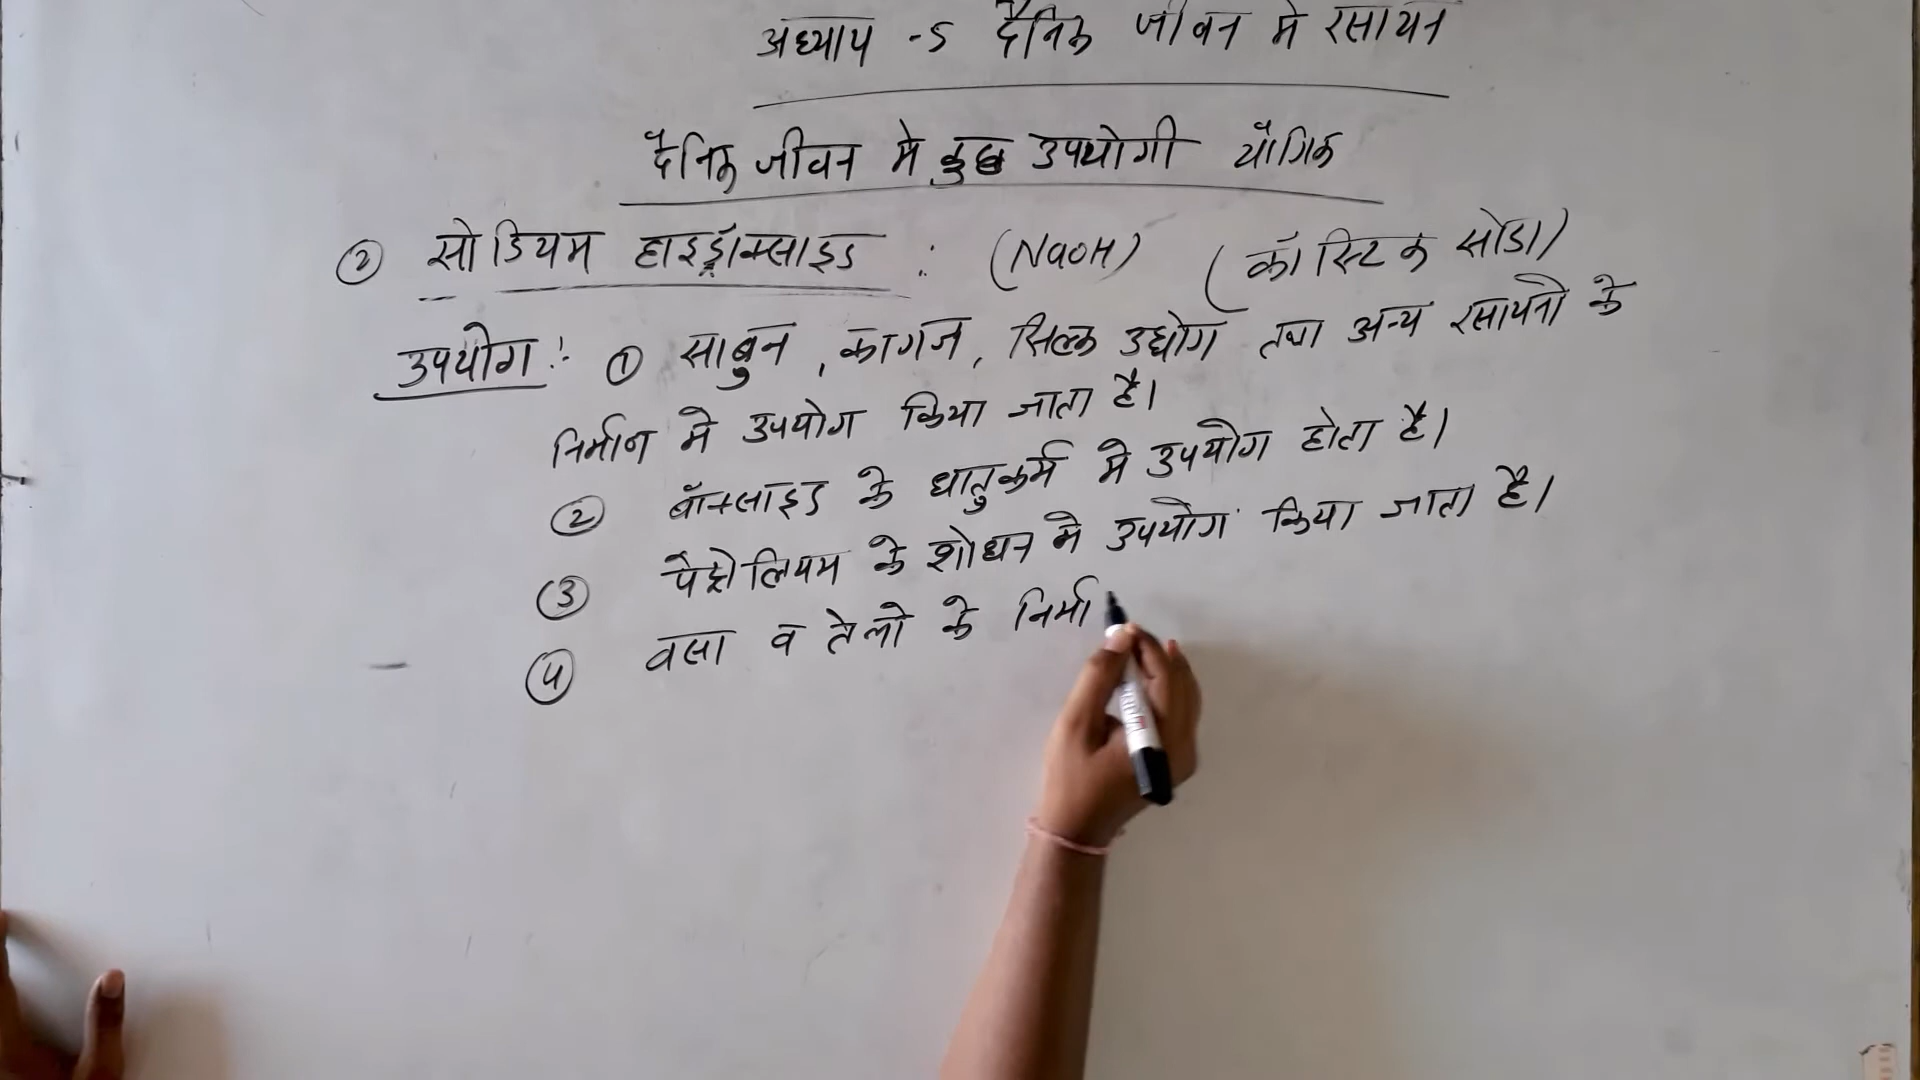 अध्याय -5 दैनिक जीवन मे रसायन
दैनिक जीवन मे कुछ उपयोगी यौगिक
② सोडियम हाइड्रॉक्साइड : (NaOH) (कॉस्टिक सोडा)
उपयोग :- ① साबुन, कागज, सिल्क उद्योग तथा अन्य रसायनो के
निर्माण मे उपयोग किया जाता है।
② बॉक्साइड के धातुकर्म मे उपयोग होता है।
③ पेट्रोलियम के शोधन मे उपयोग किया जाता है।
④ वसा व तेलो के निर्मा